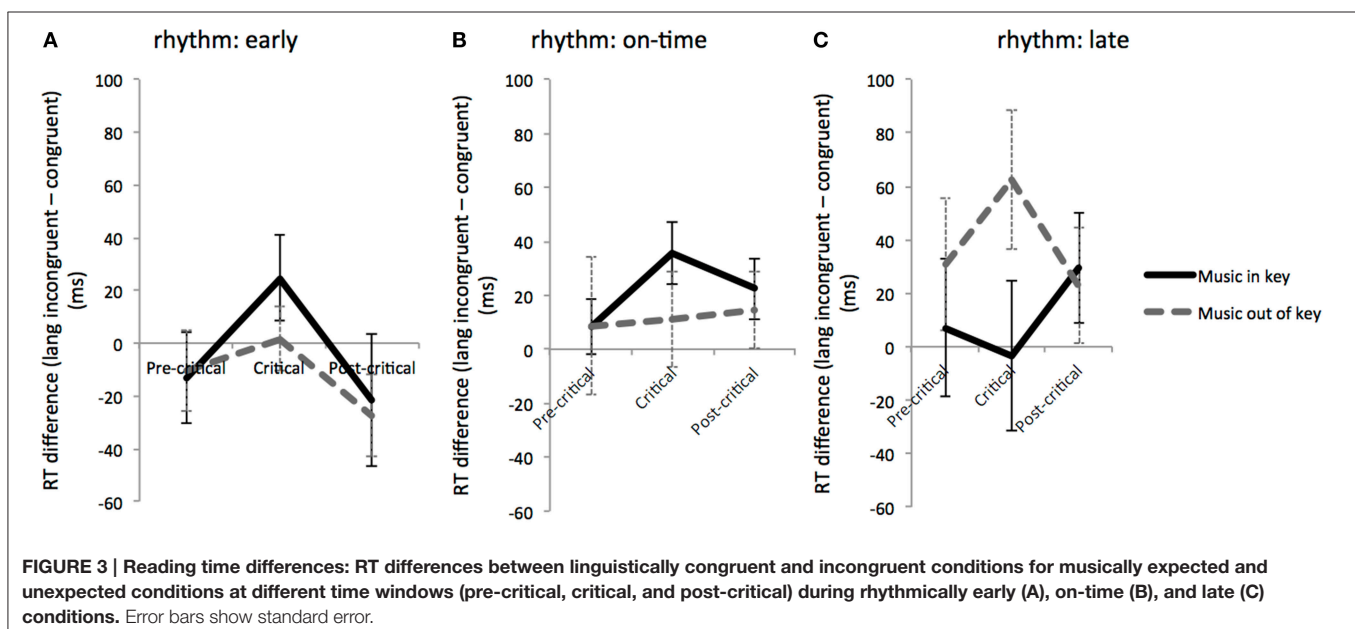 A
rhythm: early
B
rhythm: on-time
C
rhythm: late
RT difference (lang incongruent – congruent)
(ms)
100
80
60
40
20
0
-20
-40
-60
Pre-critical
Critical
Post-critical
RT difference (lang incongruent – congruent)
(ms)
100
80
60
40
20
0
-20
-40
-60
Pre-critical
Critical
Post-critical
RT difference (lang incongruent – congruent)
(ms)
100
80
60
40
20
0
-20
-40
-60
Pre-critical
Critical
Post-critical
Music in key
Music out of key
FIGURE 3 | Reading time differences: RT differences between linguistically congruent and incongruent conditions for musically expected and
unexpected conditions at different time windows (pre-critical, critical, and post-critical) during rhythmically early (A), on-time (B), and late (C)
conditions. Error bars show standard error.